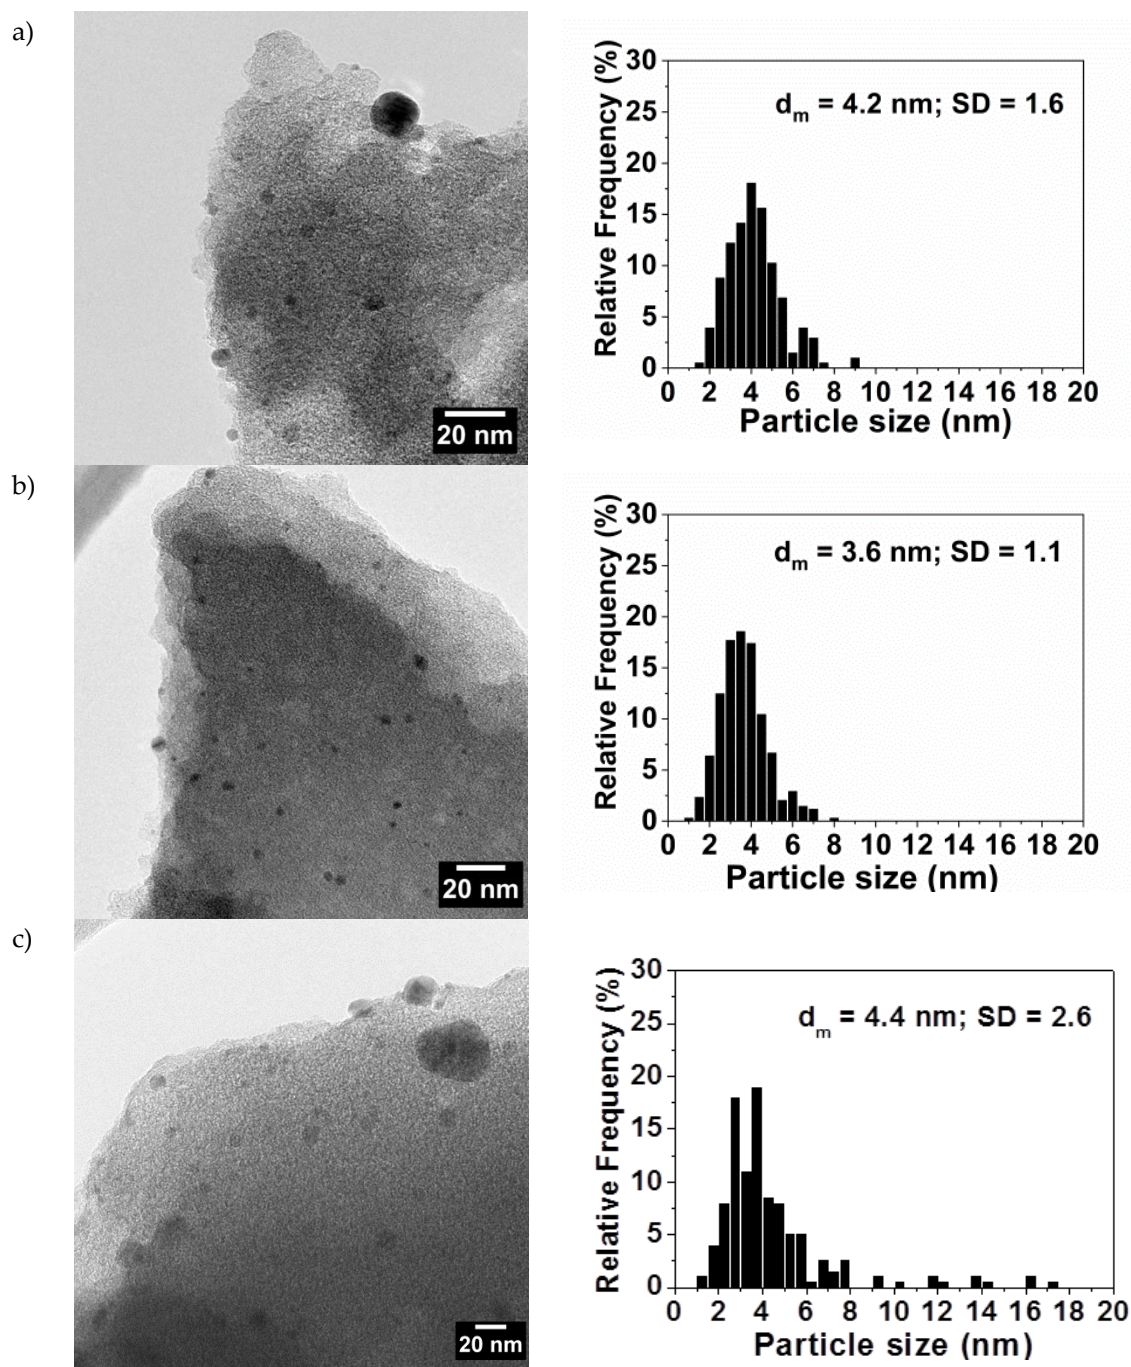 a)
20 nm
Relative Frequency (%)
30
25
20
15
10
5
0
d_m = 4.2 nm; SD = 1.6
0 2 4 6 8 10 12 14 16 18 20
Particle size (nm)
b)
20 nm
Relative Frequency (%)
30
25
20
15
10
5
0
d_m = 3.6 nm; SD = 1.1
0 2 4 6 8 10 12 14 16 18 20
Particle size (nm)
c)
20 nm
Relative Frequency (%)
30
25
20
15
10
5
0
d_m = 4.4 nm; SD = 2.6
0 2 4 6 8 10 12 14 16 18 20
Particle size (nm)